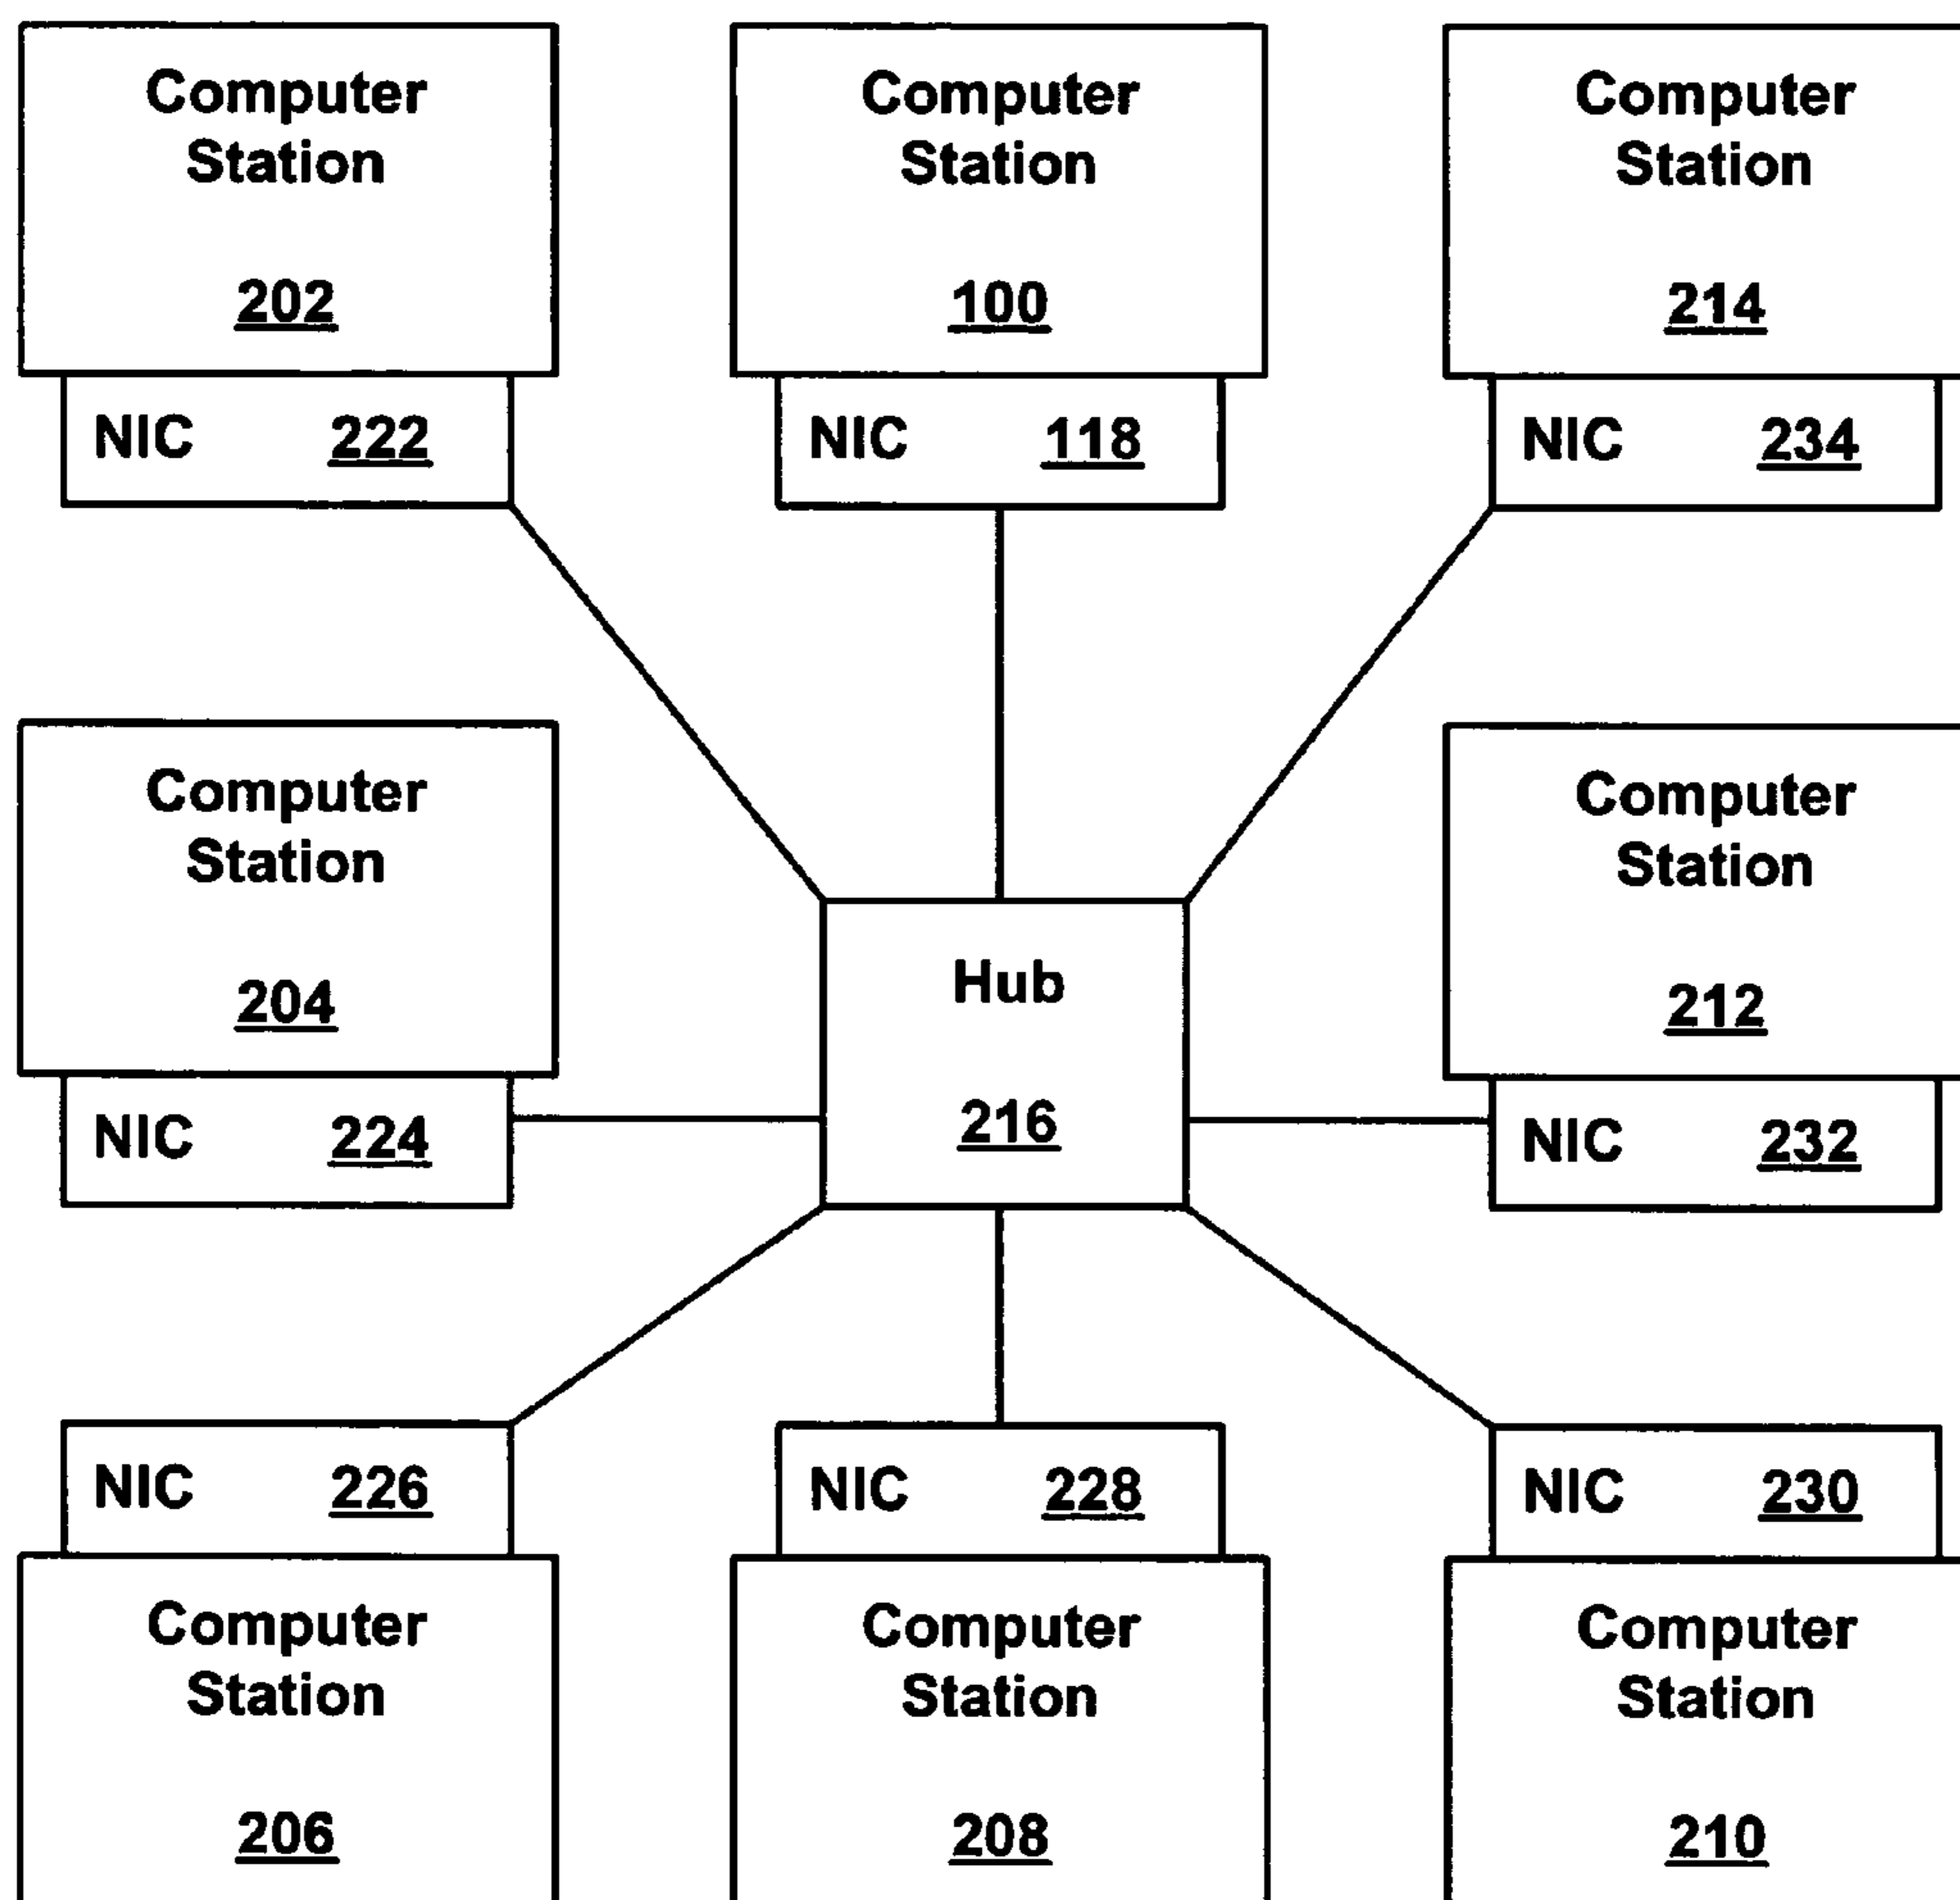 Computer
Station
202
NIC 222
Computer
Station
100
NIC 118
Computer
Station
214
NIC 234
Computer
Station
204
NIC 224
Hub
216
Computer
Station
212
NIC 232
NIC 226
Computer
Station
206
NIC 228
Computer
Station
208
NIC 230
Computer
Station
210